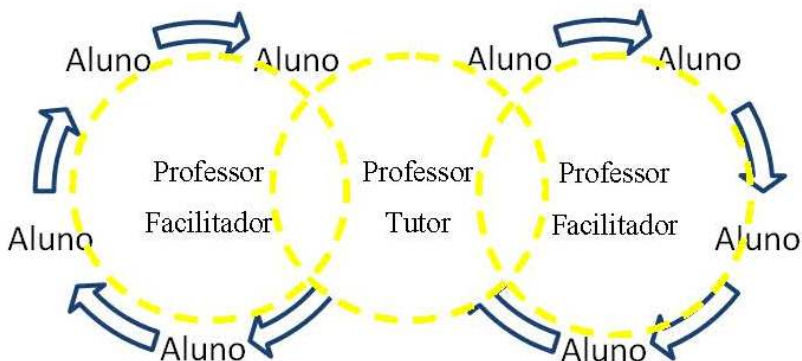 Aluno Aluno Aluno Aluno
Professor Professor Professor
Facilitador Tutor Facilitador
Aluno Aluno
Aluno Aluno